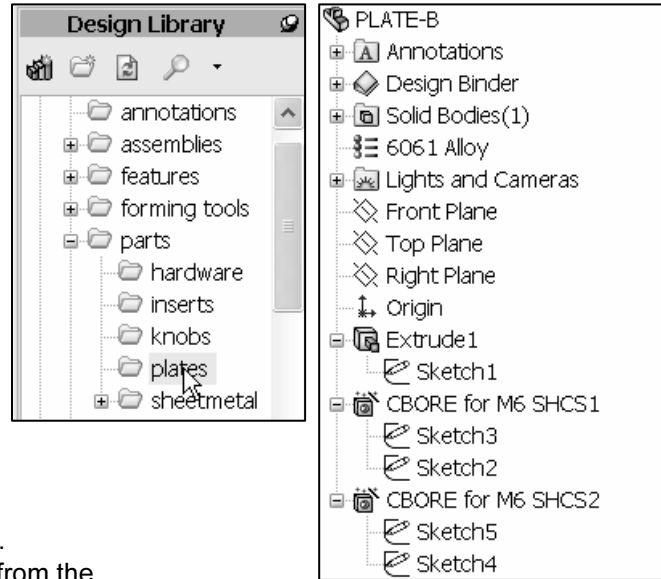 Design Library
annotations
assemblies
features
forming tools
parts
hardware
inserts
knobs
plates
sheetmetal
.
from the
PLATE-B
A Annotations
Design Binder
Solid Bodies(1)
6061 Alloy
Lights and Cameras
Front Plane
Top Plane
Right Plane
Origin
Extrude1
Sketch1
CBORE for M6 SHCS1
Sketch3
Sketch2
CBORE for M6 SHCS2
Sketch5
Sketch4